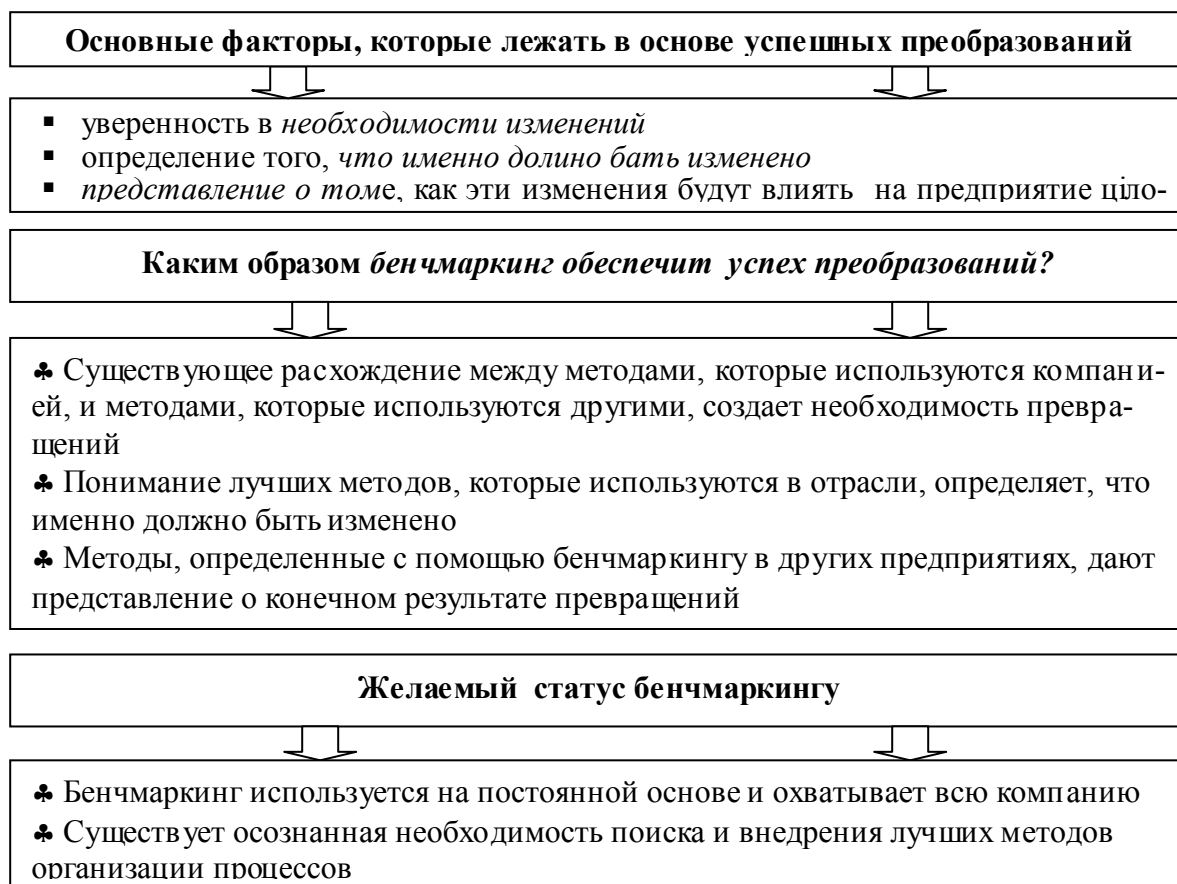 Основные факторы, которые лежать в основе успешных преобразований
▪ уверенность в необходимости изменений
▪ определение того, что именно долино бать изменено
▪ представление о томе, как эти изменения будут влиять на предприятие ціло-
Каким образом бенчмаркинг обеспечит успех преобразований?
♣ Существующее расхождение между методами, которые используются компани-
ей, и методами, которые используются другими, создает необходимость превра-
щений
♣ Понимание лучших методов, которые используются в отрасли, определяет, что
именно должно быть изменено
♣ Методы, определенные с помощью бенчмаркингу в других предприятиях, дают
представление о конечном результате превращений
Желаемый статус бенчмаркингу
♣ Бенчмаркинг используется на постоянной основе и охватывает всю компанию
♣ Существует осознанная необходимость поиска и внедрения лучших методов
организации процессов